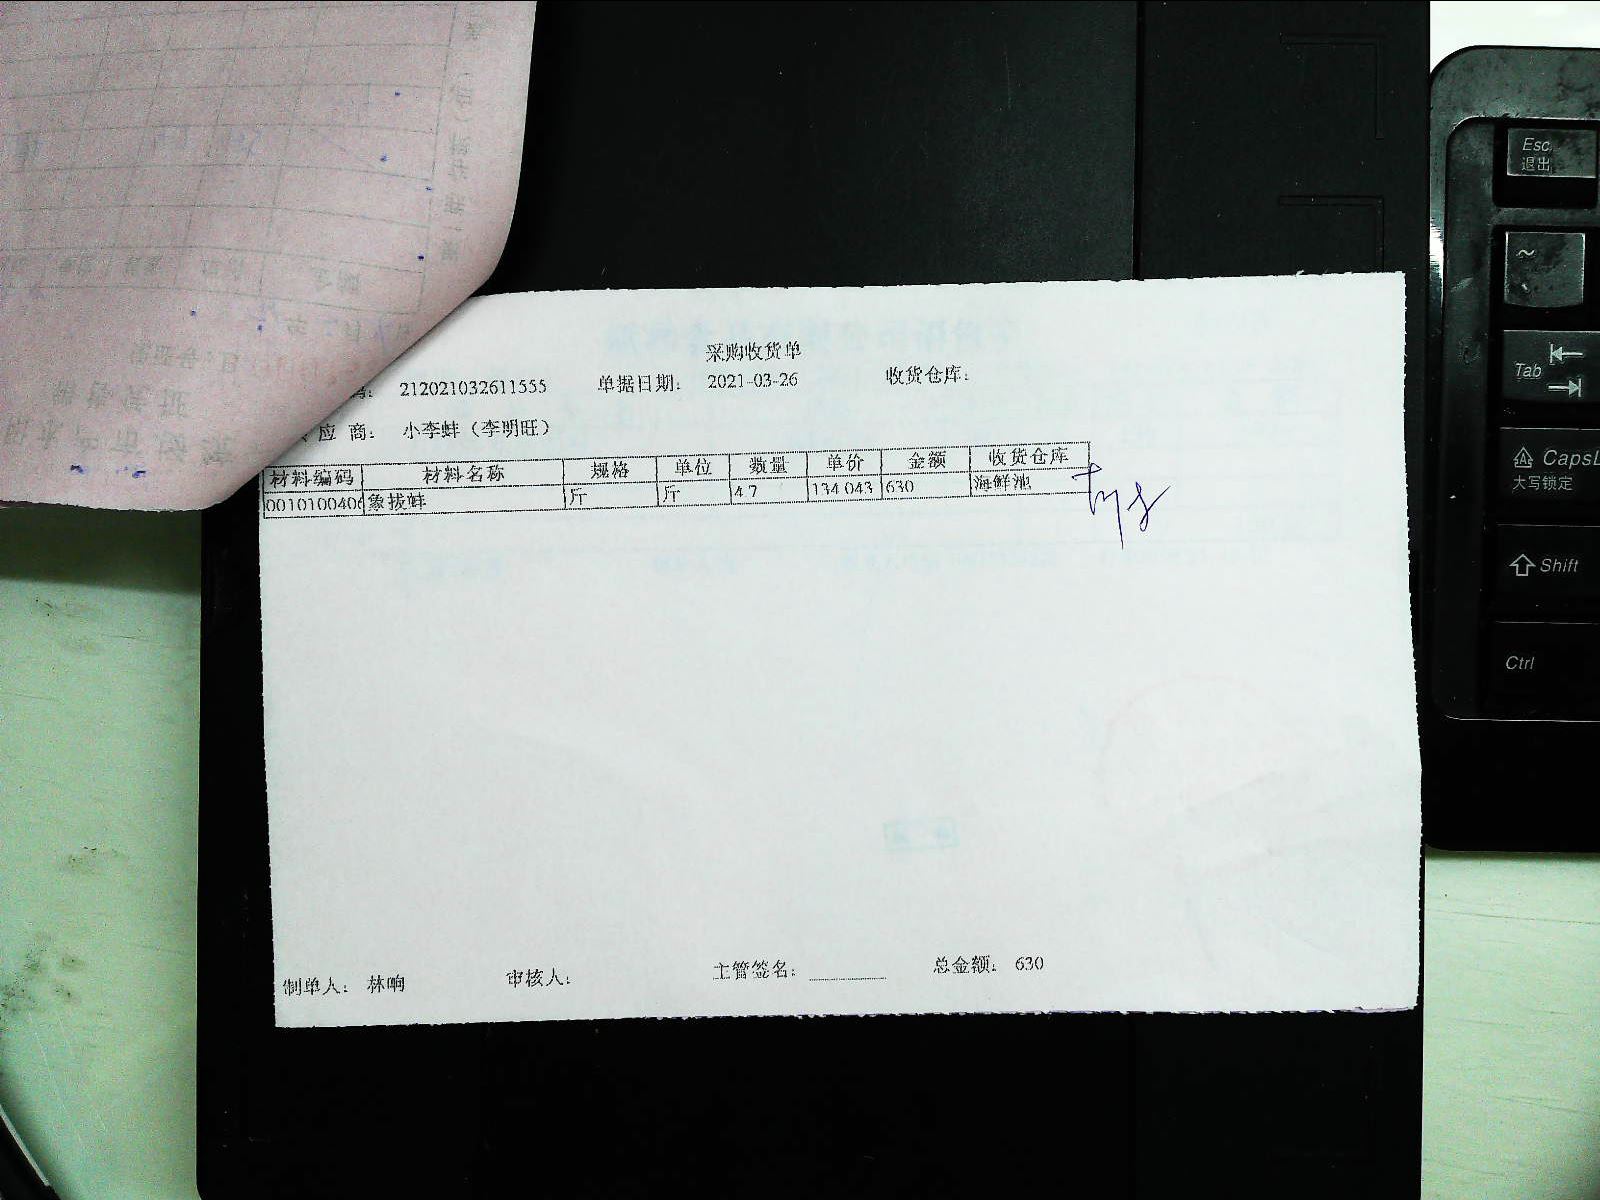 采购收货单
212021032611555 单据日期: 2021-03-26 收货仓库:
应 商: 小李蚌（李明旺）
材料编码 材料名称 规格 单位 数量 单价 金额 收货仓库
0010100406 象拔蚌 斤 斤 4.7 134.043 630 海鲜池
制单人: 林响 审核人: 主管签名: 总金额: 630
Esc
退出
~
Tab
CapsL
大写锁定
Shift
Ctrl